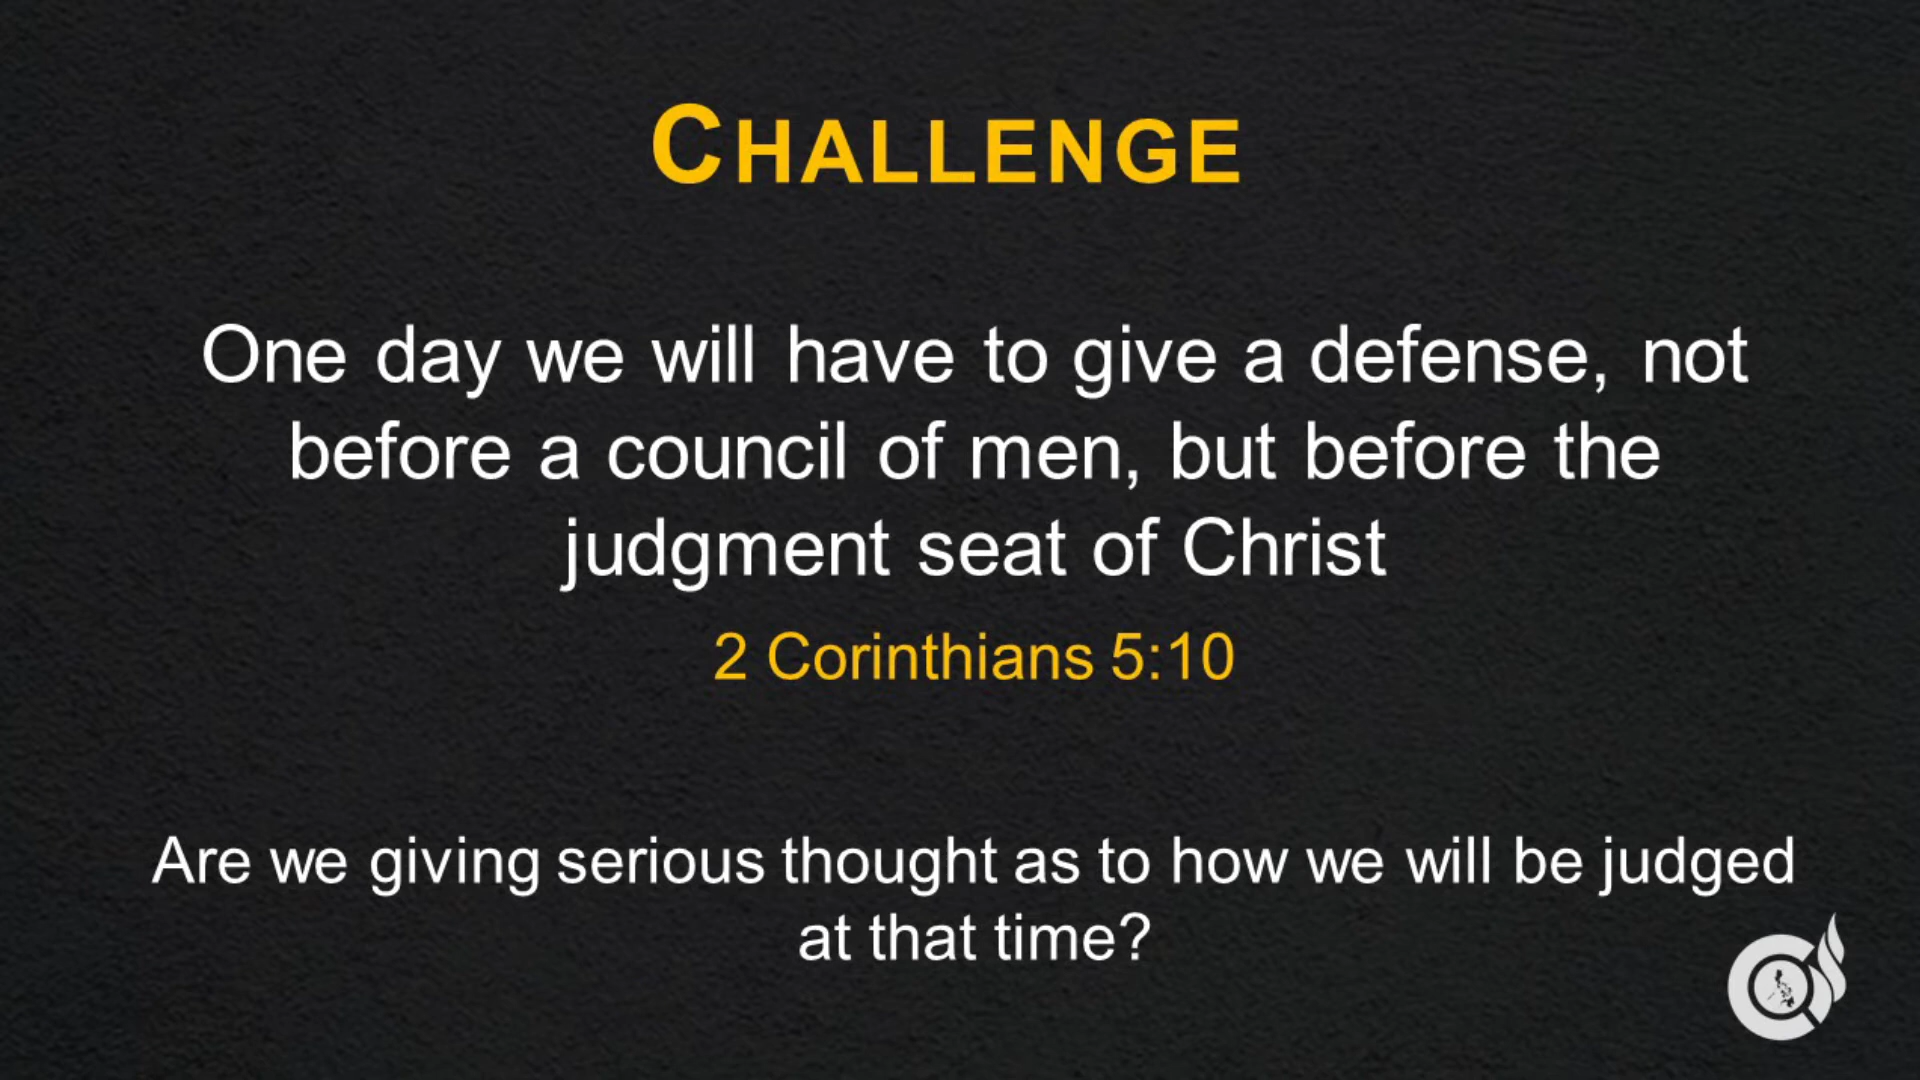 CHALLENGE
One day we will have to give a defense, not
before a council of men, but before the
judgment seat of Christ
2 Corinthians 5:10
Are we giving serious thought as to how we will be judged
at that time?